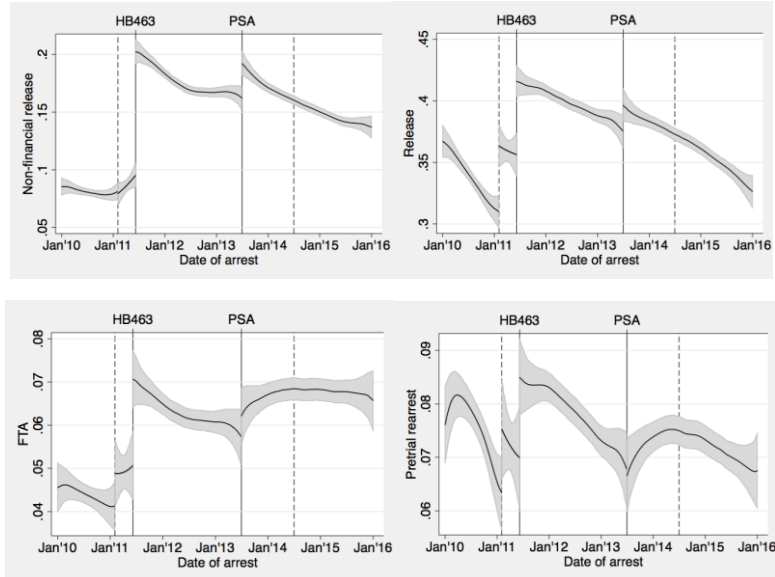 HB463 PSA
Non-financial release
.05 .1 .15 .2
Jan'10 Jan'11 Jan'12 Jan'13 Jan'14 Jan'15 Jan'16
Date of arrest
Release
.3 .35 .4 .45
Jan'10 Jan'11 Jan'12 Jan'13 Jan'14 Jan'15 Jan'16
Date of arrest
HB463 PSA
FTA
.04 .05 .06 .07 .08
Jan'10 Jan'11 Jan'12 Jan'13 Jan'14 Jan'15 Jan'16
Date of arrest
HB463 PSA
Pretrial rearrest
.06 .07 .08 .09
Jan'10 Jan'11 Jan'12 Jan'13 Jan'14 Jan'15 Jan'16
Date of arrest